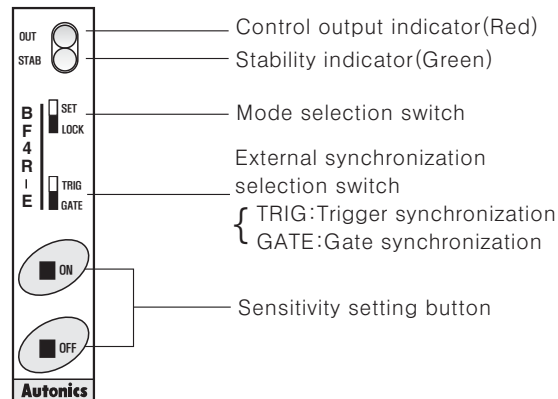 OUT
STAB
BF4R-E
SET
LOCK
TRIG
GATE
ON
OFF
Autonics
Control output indicator(Red)
Stability indicator(Green)
Mode selection switch
External synchronization
selection switch
{ TRIG:Trigger synchronization
GATE:Gate synchronization
Sensitivity setting button